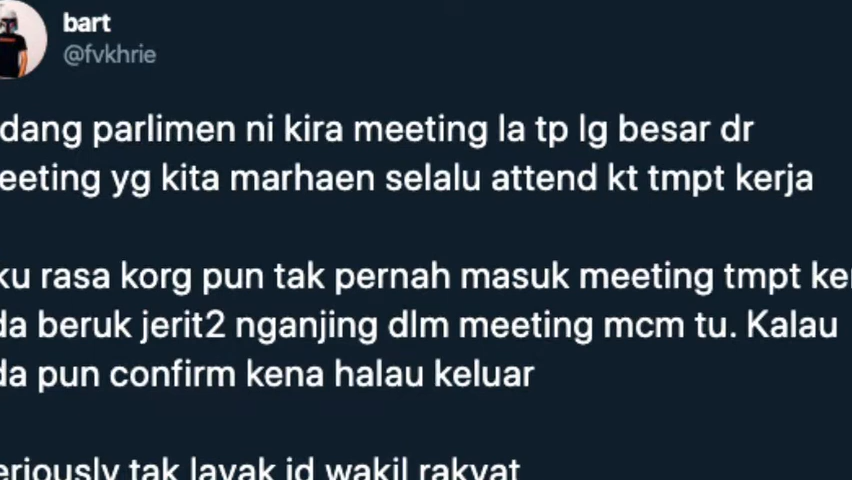 bart
@fvkhrie
dang parlimen ni kira meeting la tp lg besar dr
eeting yg kita marhaen selalu attend kt tmpt kerja
ku rasa korg pun tak pernah masuk meeting tmpt ker
da beruk jerit2 nganjing dlm meeting mcm tu. Kalau
da pun confirm kena halau keluar
eriously tak layak jd wakil rakyat